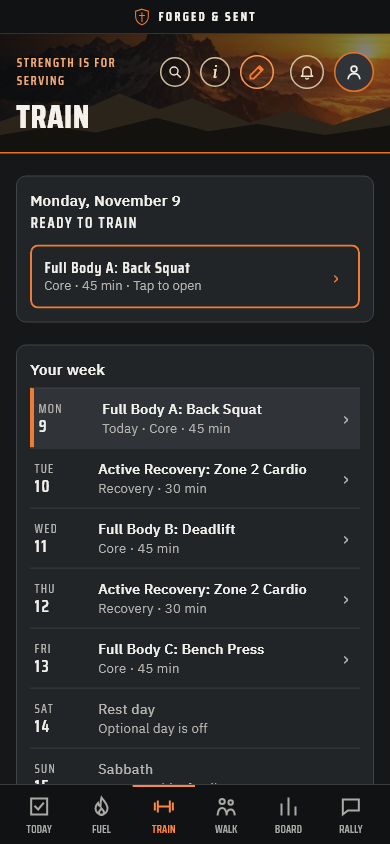 FORGED & SENT
STRENGTH IS FOR
SERVING
TRAIN
Monday, November 9
READY TO TRAIN
Full Body A: Back Squat
Core · 45 min · Tap to open
Your week
MON
9
Full Body A: Back Squat
Today · Core · 45 min
TUE
10
Active Recovery: Zone 2 Cardio
Recovery · 30 min
WED
11
Full Body B: Deadlift
Core · 45 min
THU
12
Active Recovery: Zone 2 Cardio
Recovery · 30 min
FRI
13
Full Body C: Bench Press
Core · 45 min
SAT
14
Rest day
Optional day is off
SUN
15
Sabbath
TODAY
FUEL
TRAIN
WALK
BOARD
RALLY